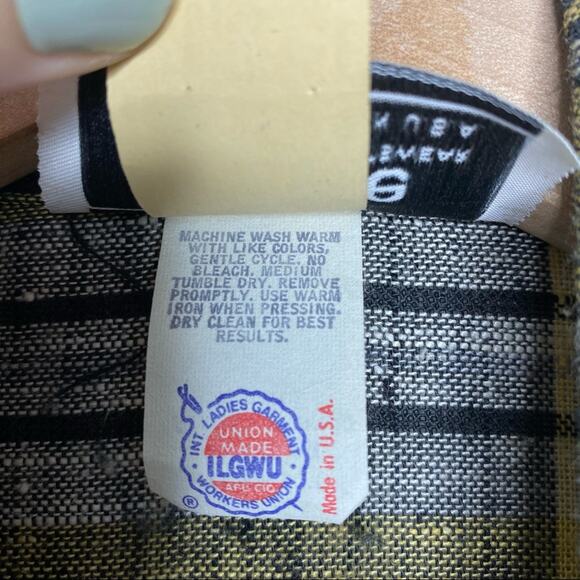 MACHINE WASH WARM
WITH LIKE COLORS,
GENTLE CYCLE. NO
BLEACH. MEDIUM
TUMBLE DRY. REMOVE
PROMPTLY. USE WARM
IRON WHEN PRESSING.
DRY CLEAN FOR BEST
RESULTS.
INT. LADIES GARMENT
UNION
MADE
ILGWU
AFL-CIO
WORKERS UNION
®
Made in U.S.A.